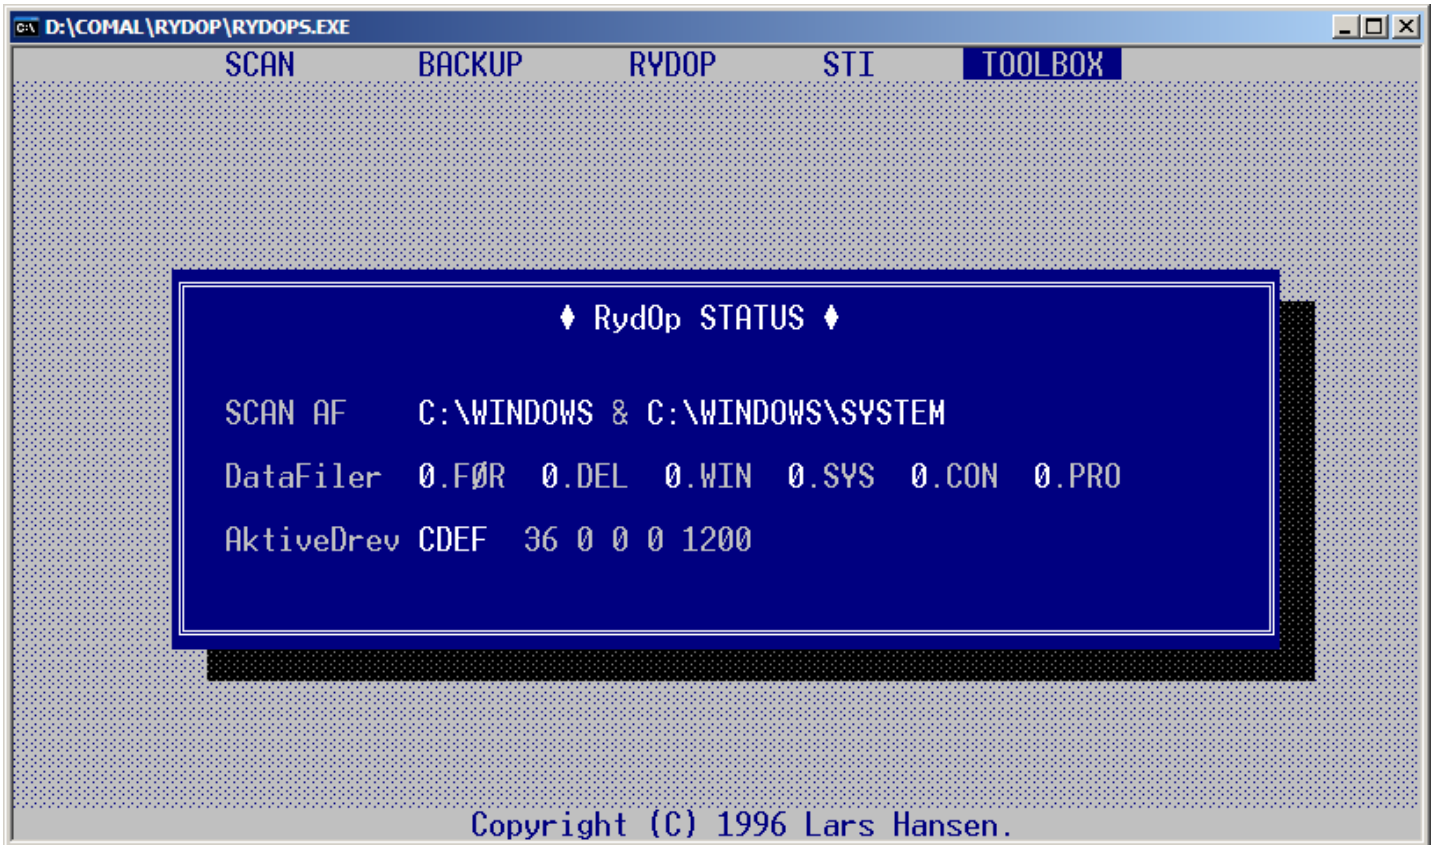 D:\COMAL\RYDOP\RYDOPS.EXE
SCAN BACKUP RYDOP STI TOOLBOX
♦ RydOp STATUS ♦
SCAN AF C:\WINDOWS & C:\WINDOWS\SYSTEM
DataFiler 0.FØR 0.DEL 0.WIN 0.SYS 0.CON 0.PRO
AktiveDrev CDEF 36 0 0 0 1200
Copyright (C) 1996 Lars Hansen.